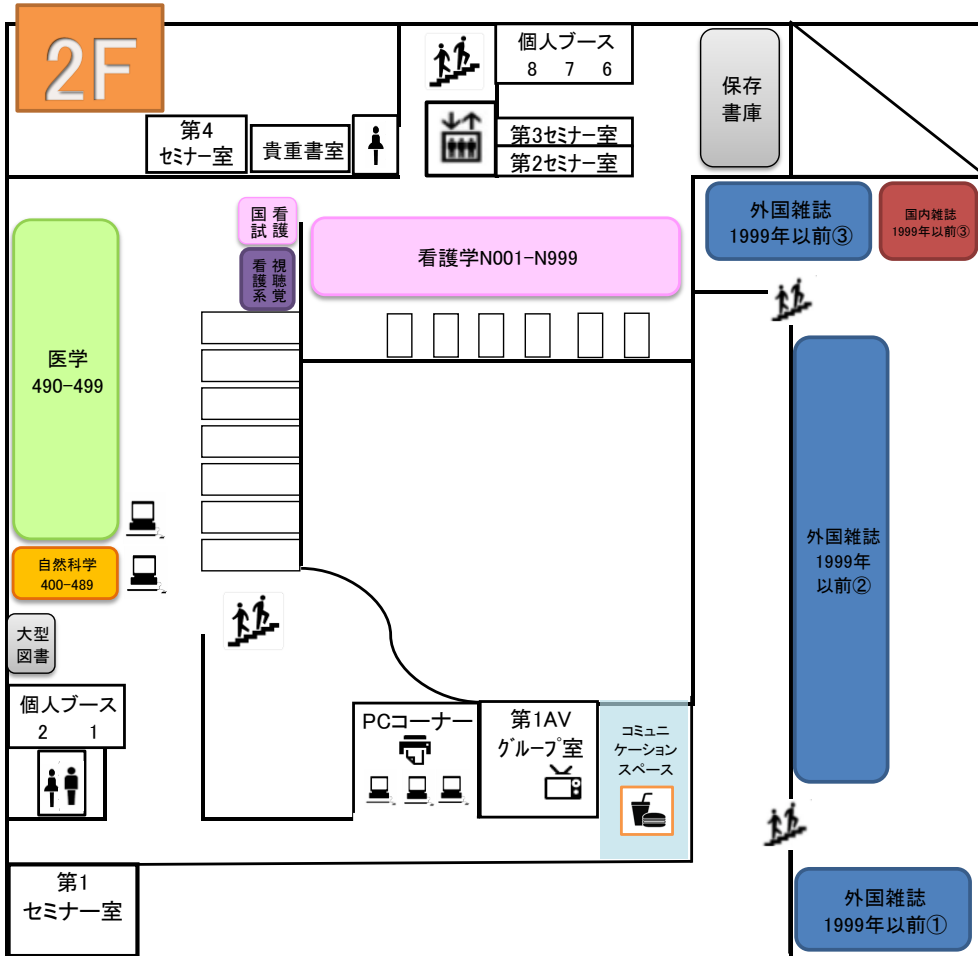 2F
個人ブース
8 7 6
保存
書庫
第4
セミナー室
貴重書室
第3セミナー室
第2セミナー室
国試
看護
看護系
視聴覚
看護学N001-N999
外国雑誌
1999年以前③
国内雑誌
1999年以前③
医学
490-499
自然科学
400-489
外国雑誌
1999年
以前②
大型
図書
個人ブース
2 1
PCコーナー
第1AV
グループ室
コミュニ
ケーション
スペース
第1
セミナー室
外国雑誌
1999年以前①